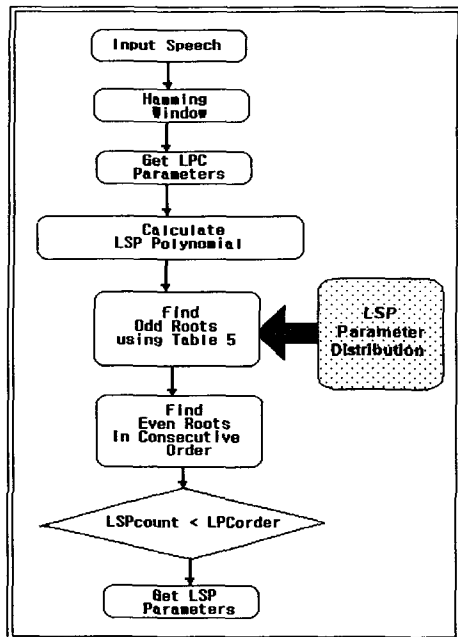 Input Speech
Hamming
Window
Get LPC
Parameters
Calculate
LSP Polynomial
Find
Odd Roots
using Table 5
LSP
Parameter
Distribution
Find
Even Roots
In Consecutive
Order
LSPcount < LPCorder
Get LSP
Parameters